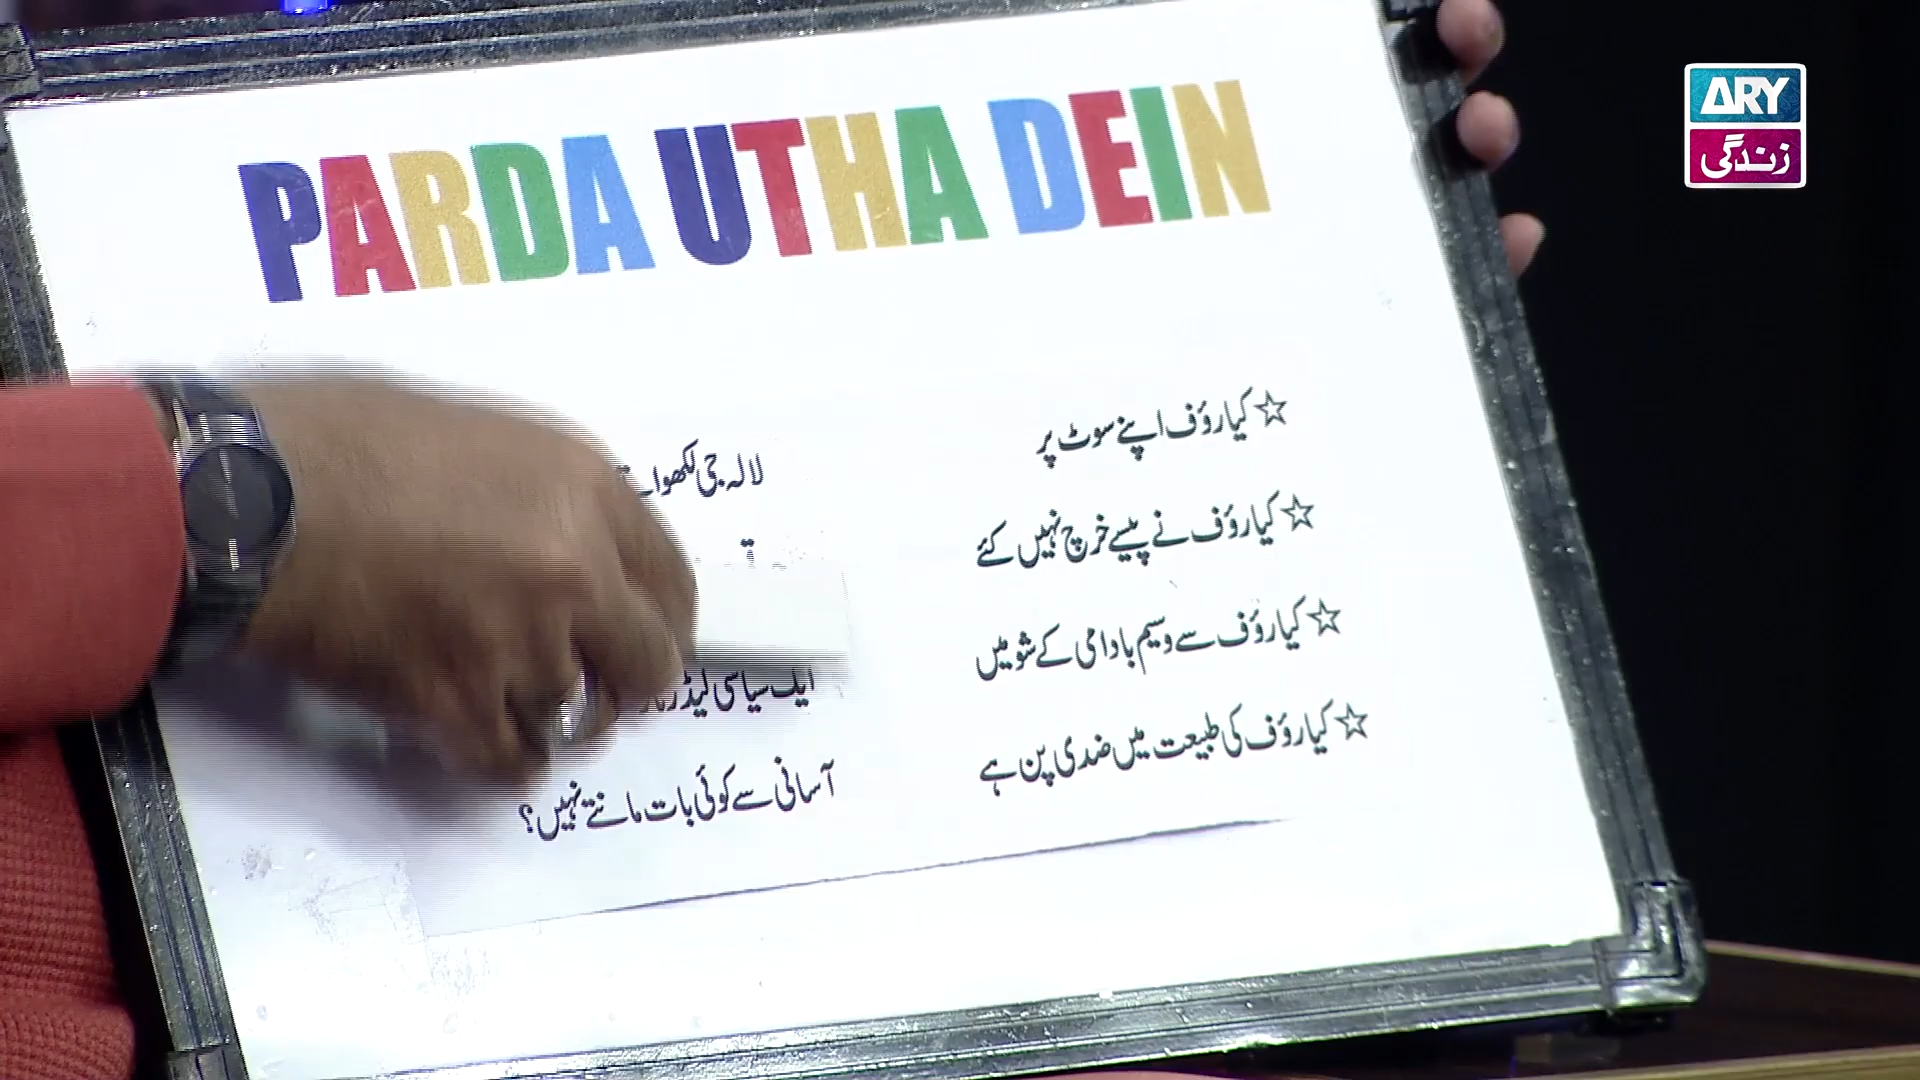 ARY
زندگی
PARDA UTHA DEIN
☆ کیا رؤف اپنے سوٹ پر لالہ جی
☆ کیا رؤف نے پیسے خرچ نہیں کئے
☆ کیا رؤف سے وسیم بادامی کے شو میں ایک سیاسی لیڈر
☆ کیا رؤف کی طبیعت میں ضدی پن ہے آسانی سے کوئی بات مانتے نہیں؟